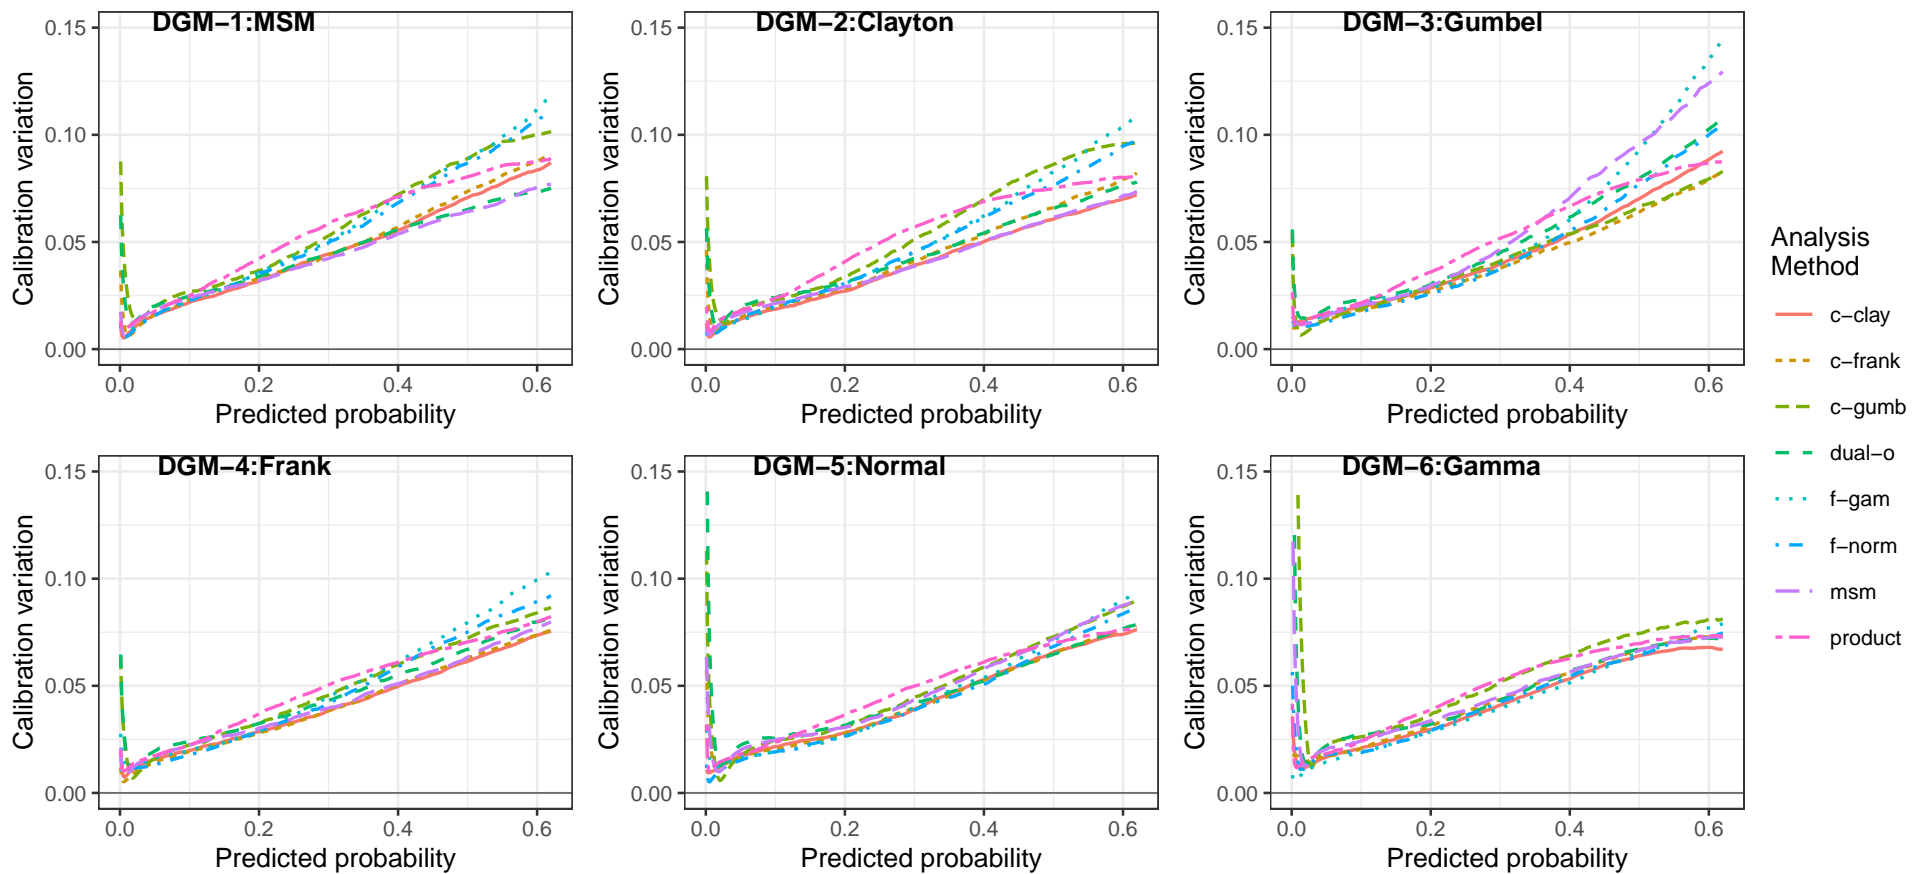 DGM−1:MSM
DGM−2:Clayton
DGM−3:Gumbel
0.15
0.10
0.05
0.00
Calibration variation
0.0 0.2 0.4 0.6
Predicted probability
0.15
0.10
0.05
0.00
Calibration variation
0.0 0.2 0.4 0.6
Predicted probability
0.15
0.10
0.05
0.00
Calibration variation
0.0 0.2 0.4 0.6
Predicted probability
DGM−4:Frank
DGM−5:Normal
DGM−6:Gamma
0.15
0.10
0.05
0.00
Calibration variation
0.0 0.2 0.4 0.6
Predicted probability
0.15
0.10
0.05
0.00
Calibration variation
0.0 0.2 0.4 0.6
Predicted probability
0.15
0.10
0.05
0.00
Calibration variation
0.0 0.2 0.4 0.6
Predicted probability
Analysis
Method
c−clay
c−frank
c−gumb
dual−o
f−gam
f−norm
msm
product